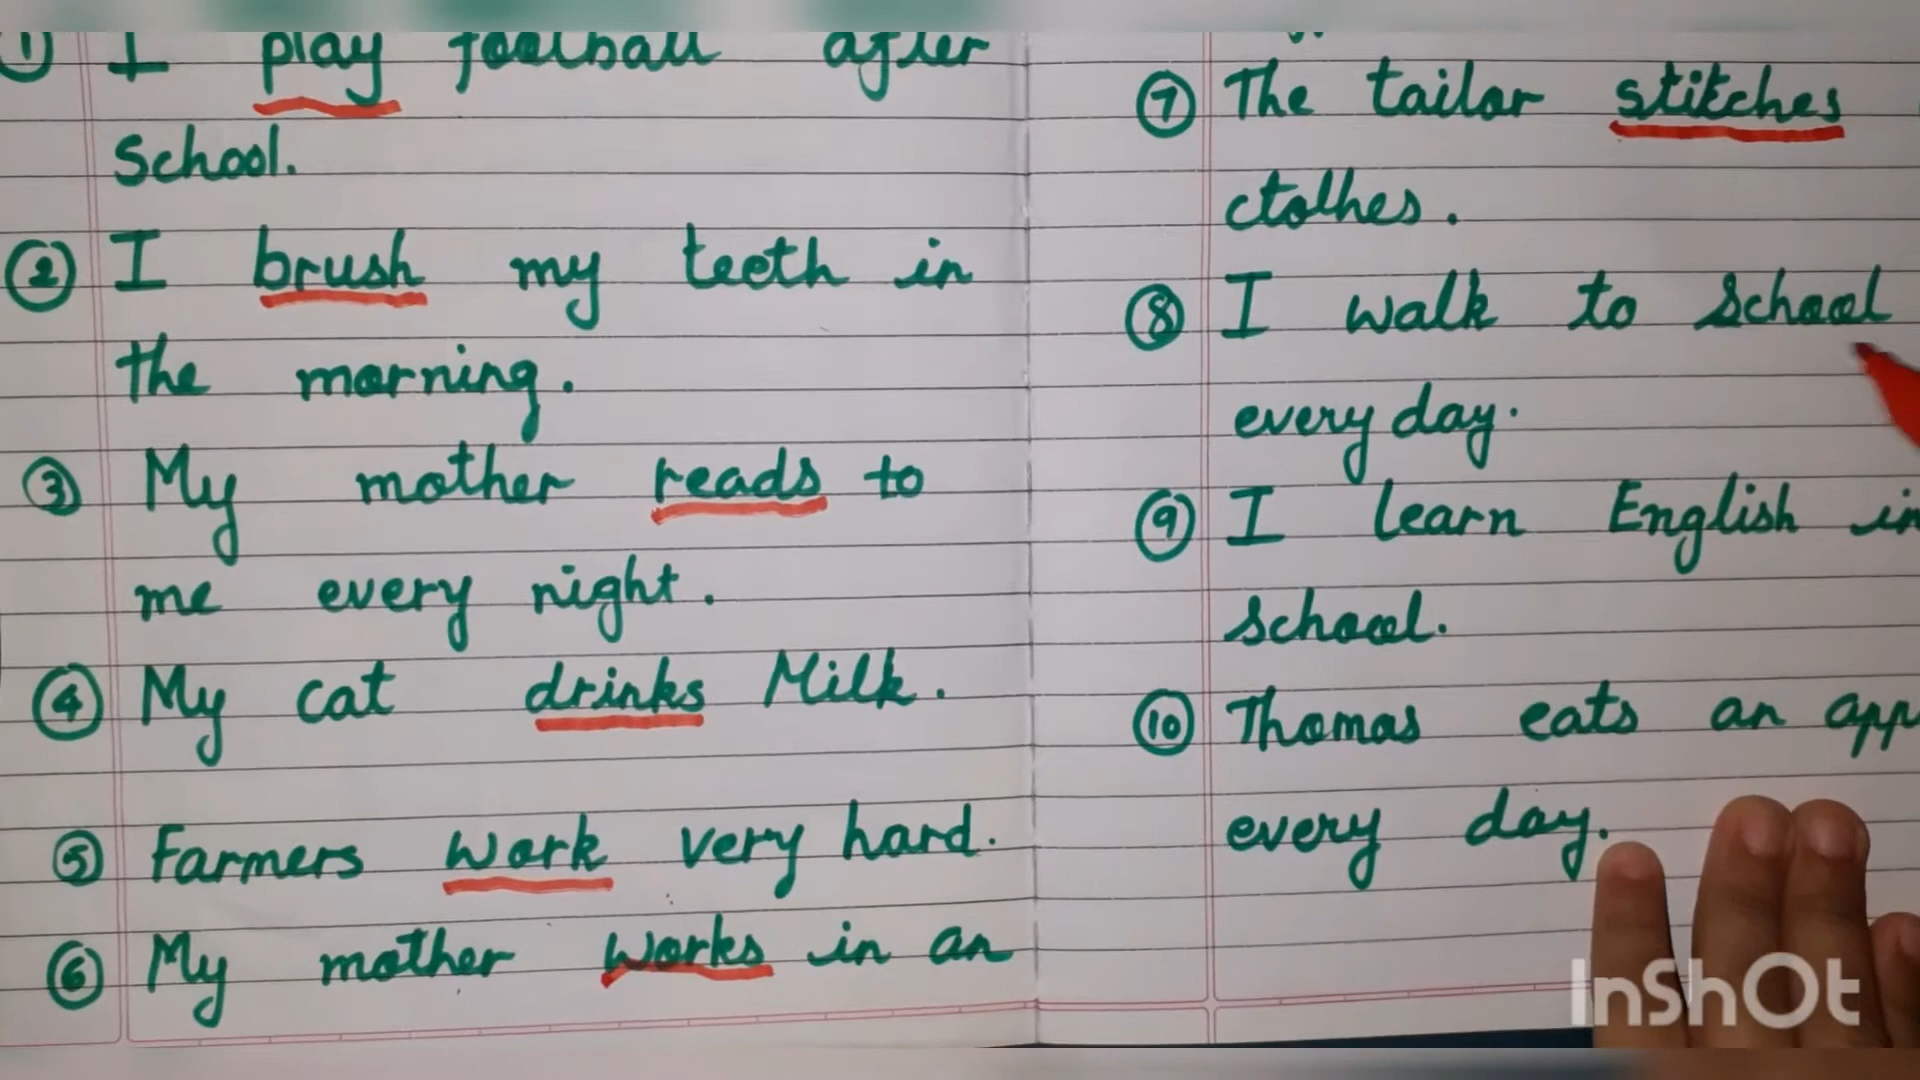 ① I play football after
School.
② I brush my teeth in
the morning.
③ My mother reads to
me every night.
④ My cat drinks Milk.
⑤ Farmers work very hard.
⑥ My mother works in an
⑦ The tailor stitches
ctolhes.
⑧ I walk to School
every day.
⑨ I learn English in
school.
⑩ Thomas eats an app
every day.
InShOt